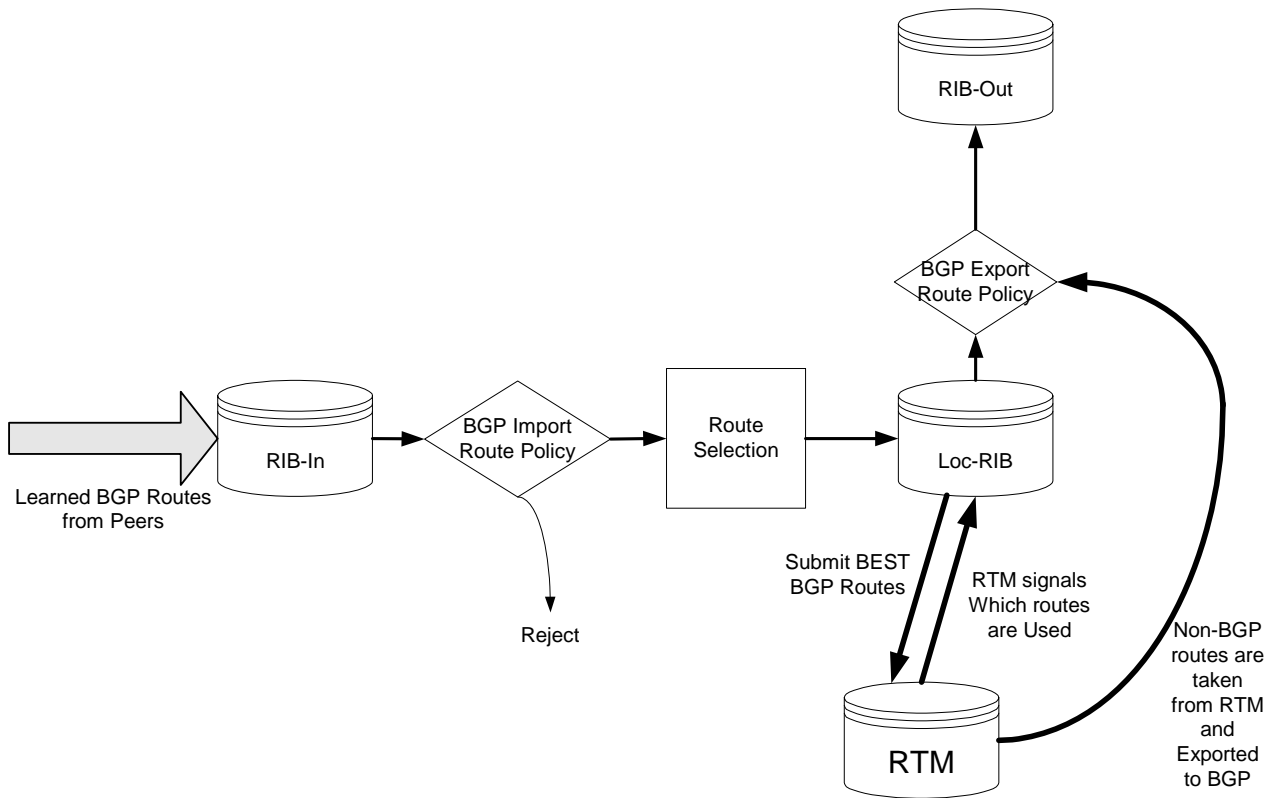 RIB-Out
BGP Export
Route Policy
Learned BGP Routes
from Peers
RIB-In
BGP Import
Route Policy
Reject
Route
Selection
Loc-RIB
Submit BEST
BGP Routes
RTM signals
Which routes
are Used
RTM
Non-BGP
routes are
taken
from RTM
and
Exported
to BGP